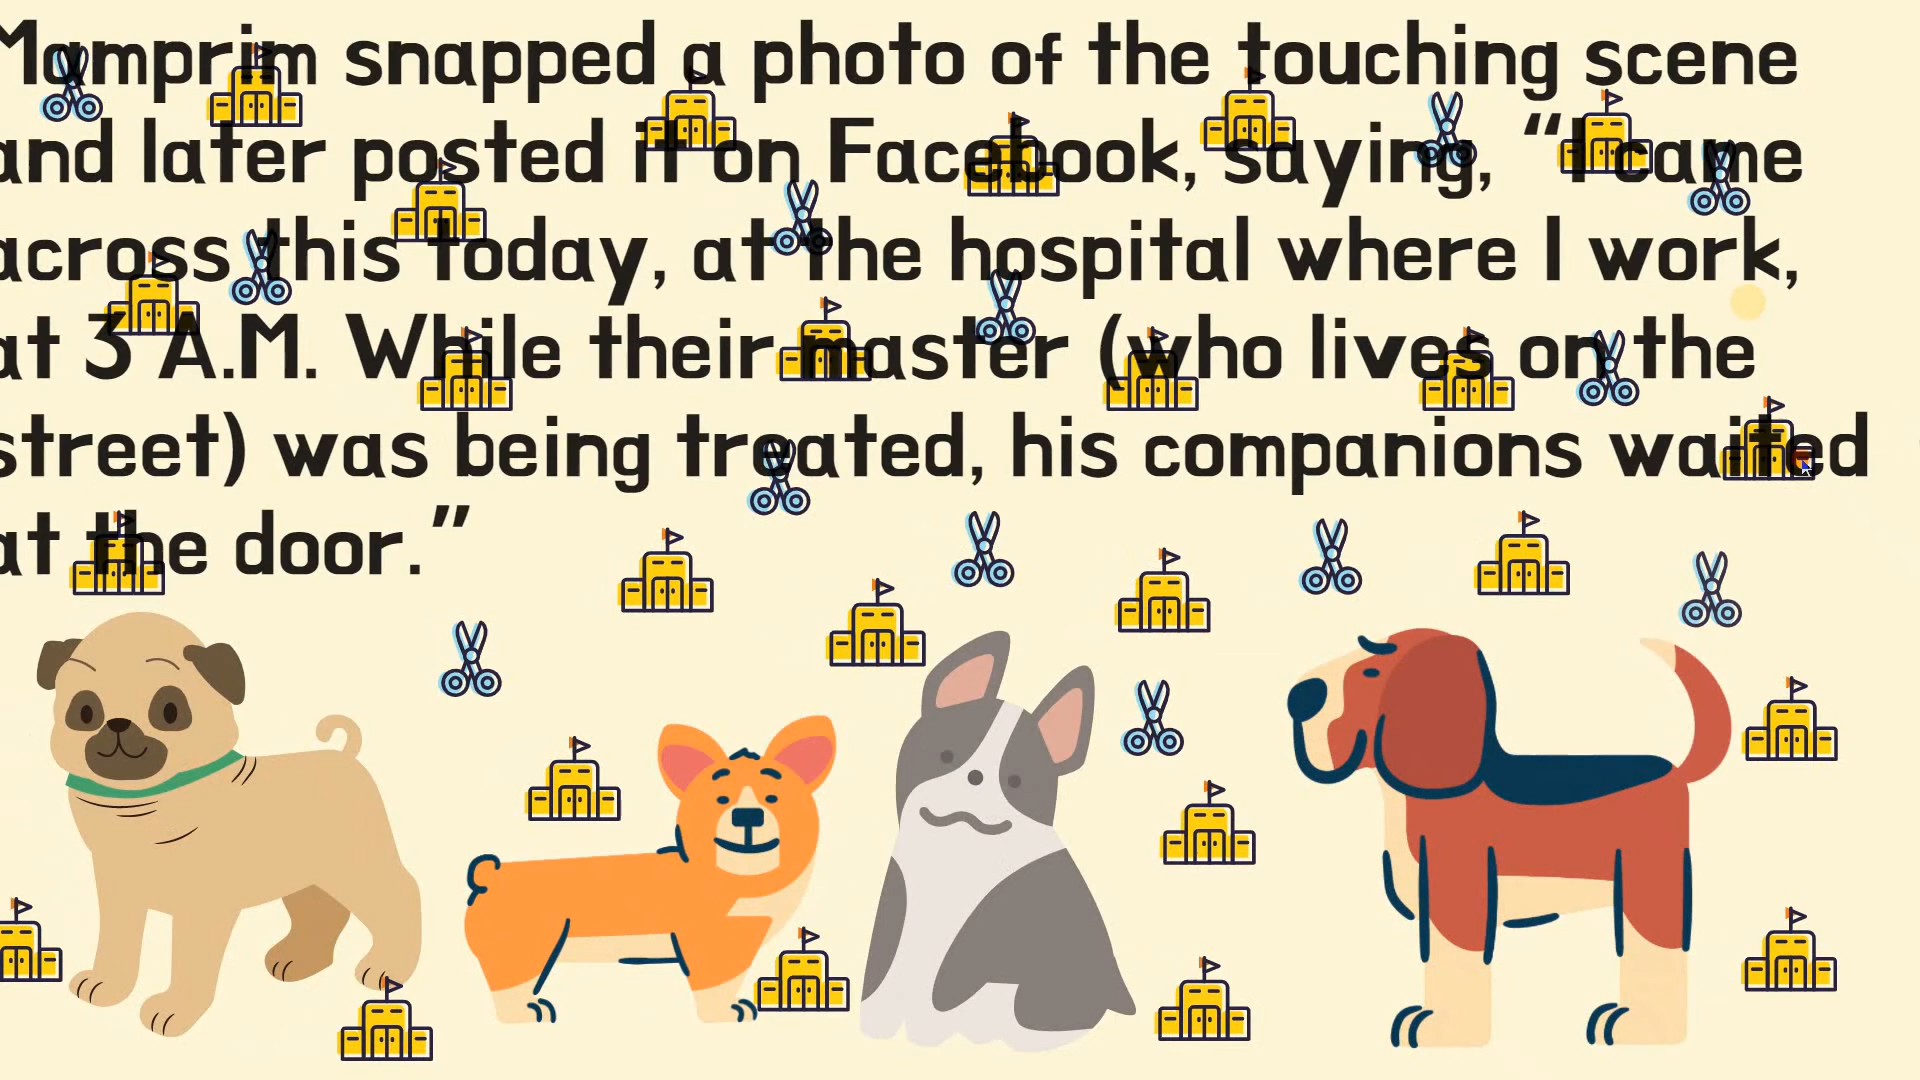 Mamprim snapped a photo of the touching scene
and later posted it on Facebook, saying, “I came
across this today, at the hospital where I work,
at 3 A.M. While their master (who lives on the
street) was being treated, his companions waited
at the door.”